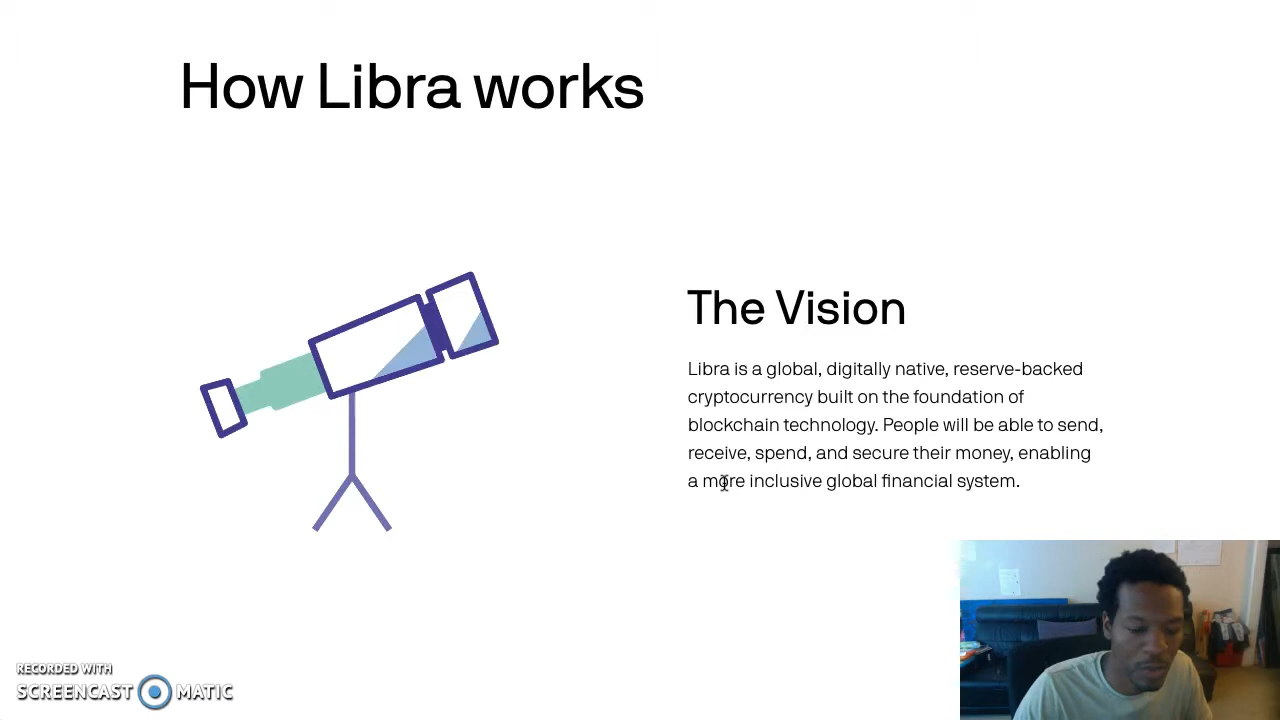 How Libra works
The Vision
Libra is a global, digitally native, reserve-backed
cryptocurrency built on the foundation of
blockchain technology. People will be able to send,
receive, spend, and secure their money, enabling
a more inclusive global financial system.
RECORDED WITH
SCREENCAST MATIC